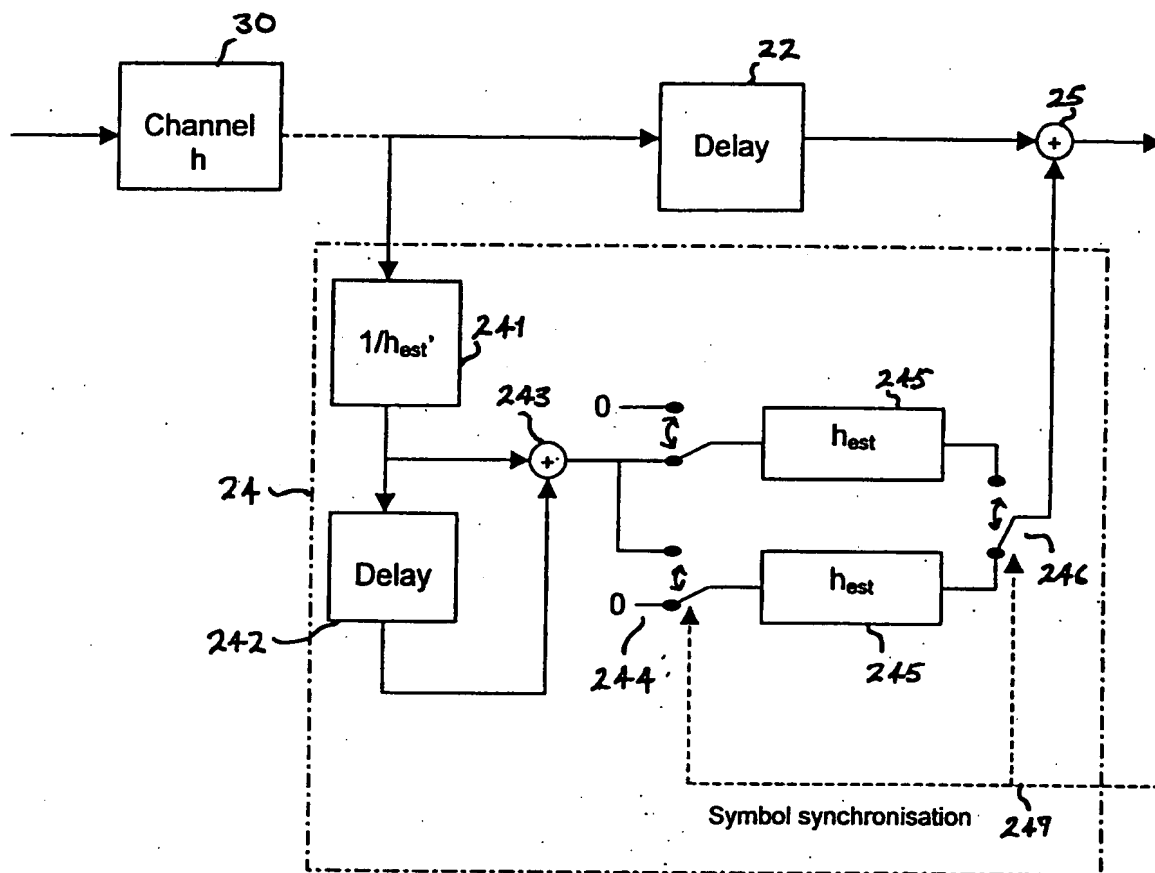 30
Channel
h
22
Delay
25
1/hest'
241
243
0
245
hest
24
Delay
242
0
244
hest
245
246
Symbol synchronisation
249